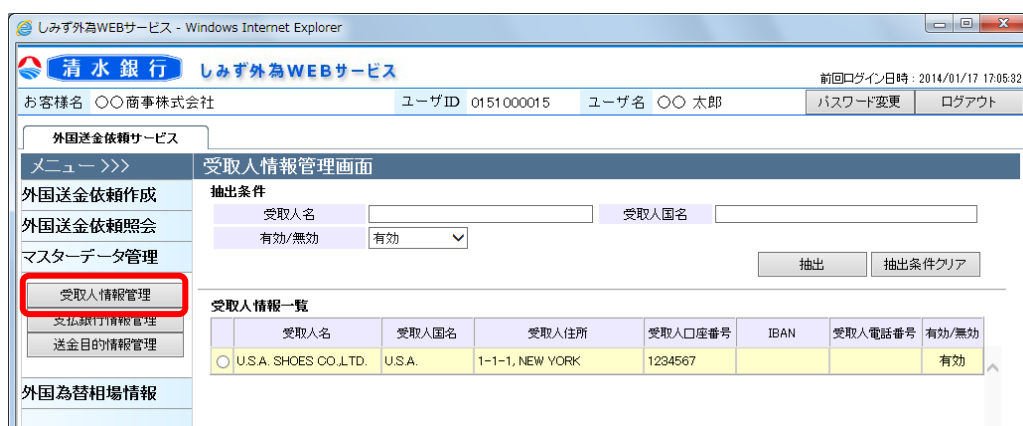 しみず外為WEBサービス - Windows Internet Explorer
清水銀行 しみず外為WEBサービス
前回ログイン日時 : 2014/01/17 17:05:32
お客様名 〇〇商事株式会社 ユーザID 0151000015 ユーザ名 〇〇 太郎 パスワード変更 ログアウト
外国送金依頼サービス
メニュー >>>
外国送金依頼作成
外国送金依頼照会
マスターデータ管理
受取人情報管理
支払銀行情報管理
送金目的情報管理
外国為替相場情報
受取人情報管理画面
抽出条件
受取人名 受取人国名
有効/無効 有効
抽出 抽出条件クリア
受取人情報一覧
受取人名 受取人国名 受取人住所 受取人口座番号 IBAN 受取人電話番号 有効/無効
U.S.A. SHOES CO.,LTD. U.S.A. 1-1-1, NEW YORK 1234567 有効